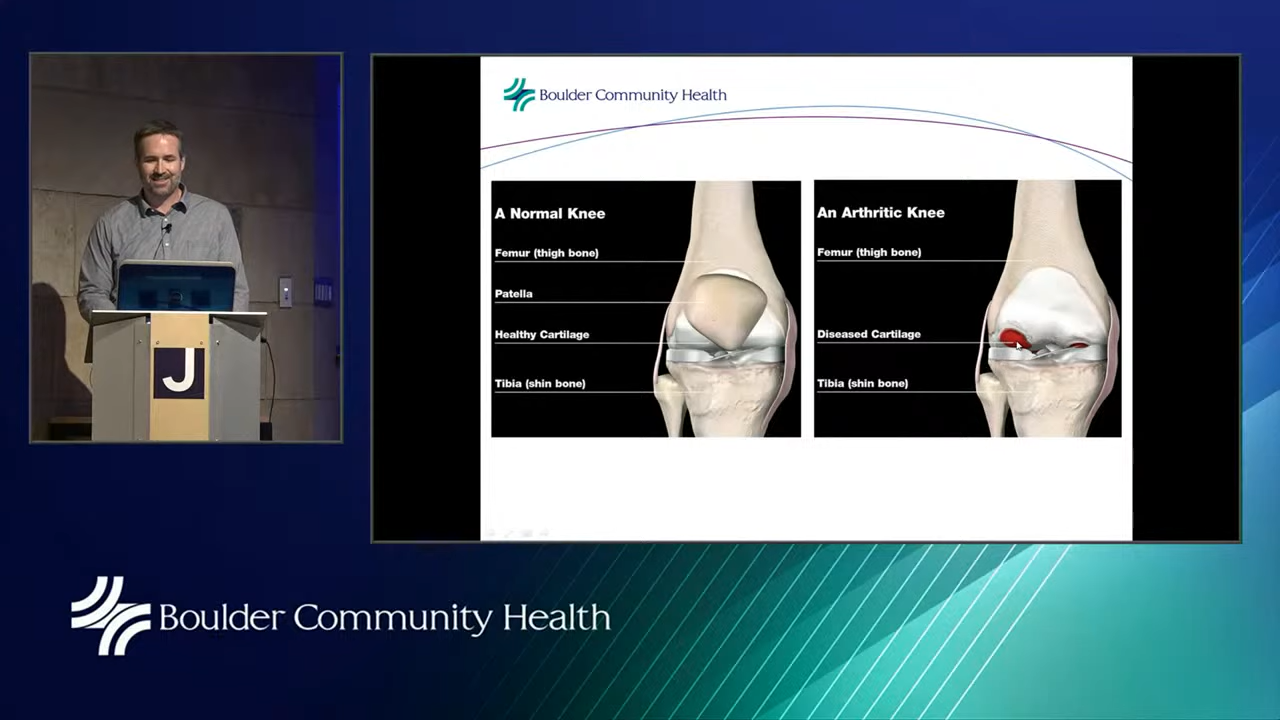 Boulder Community Health
A Normal Knee
Femur (thigh bone)
Patella
Healthy Cartilage
Tibia (shin bone)
An Arthritic Knee
Femur (thigh bone)
Diseased Cartilage
Tibia (shin bone)
J
Boulder Community Health